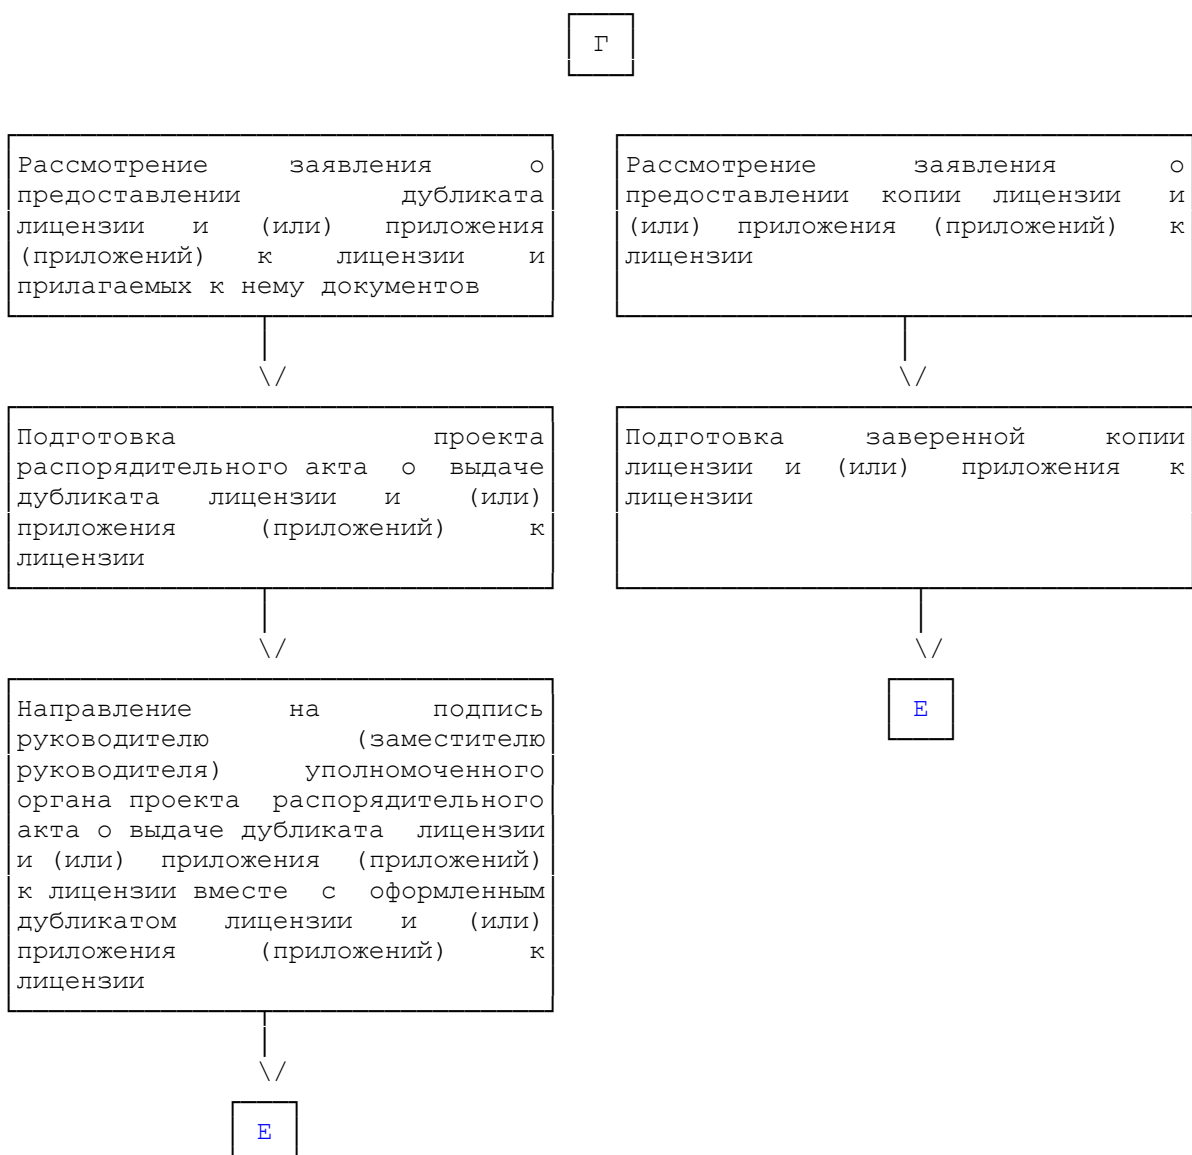 Г
Рассмотрение заявления о
предоставлении дубликата
лицензии и (или) приложения
(приложений) к лицензии и
прилагаемых к нему документов
Рассмотрение заявления о
предоставлении копии лицензии и
(или) приложения (приложений) к
лицензии
Подготовка проекта
распорядительного акта о выдаче
дубликата лицензии и (или)
приложения (приложений) к
лицензии
Подготовка заверенной копии
лицензии и (или) приложения к
лицензии
Направление на подпись
руководителю (заместителю
руководителя) уполномоченного
органа проекта распорядительного
акта о выдаче дубликата лицензии
и (или) приложения (приложений)
к лицензии вместе с оформленным
дубликатом лицензии и (или)
приложения (приложений) к
лицензии
Е
Е